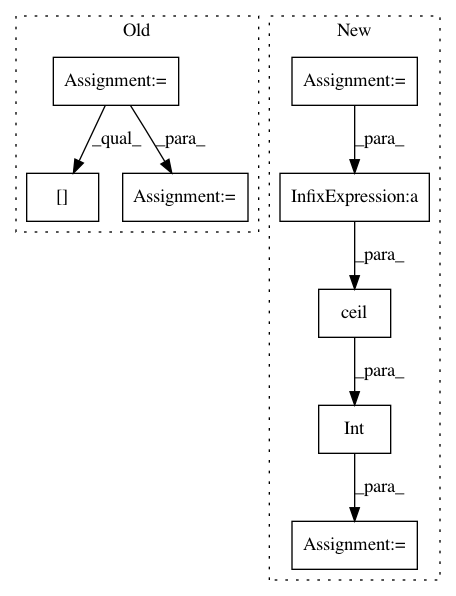 Old
New
Assignment:=
Assignment:=
_qual_
_para_
_para_
[]
Assignment:=
InfixExpression:a
_para_
ceil
_para_
Int
_para_
Assignment:=